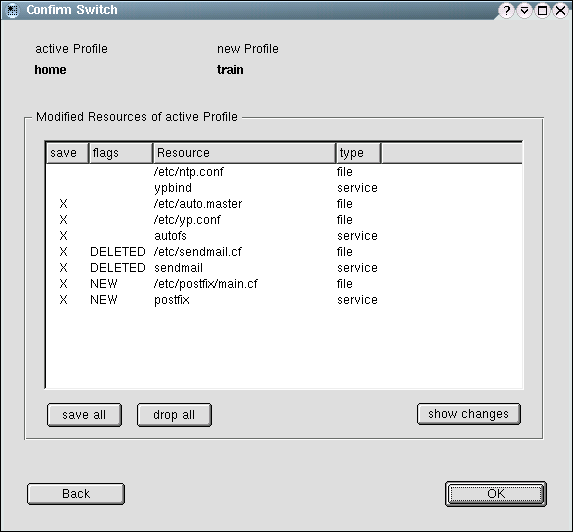 Confirm Switch
active Profile new Profile
home train
Modified Resources of active Profile
save flags Resource type
/etc/ntp.conf file
ypbind service
X /etc/auto.master file
X /etc/yp.conf file
X autofs service
X DELETED /etc/sendmail.cf file
X DELETED sendmail service
X NEW /etc/postfix/main.cf file
X NEW postfix service
save all drop all show changes
Back OK